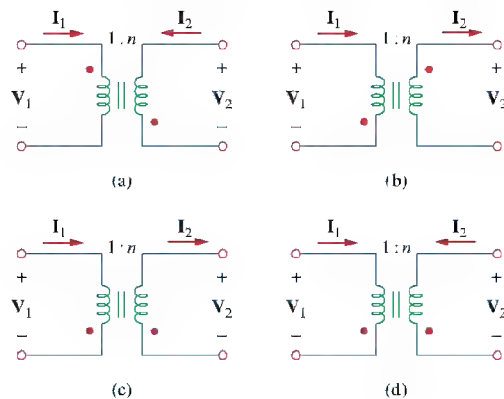 I₁ I₂ I₁ I₂
1 : n 1 : n
+ + + +
V₁ V₂ V₁ V₂
− − − −
(a) (b)
I₁ I₂ I₁ I₂
1 : n 1 : n
+ + + +
V₁ V₂ V₁ V₂
− − − −
(c) (d)